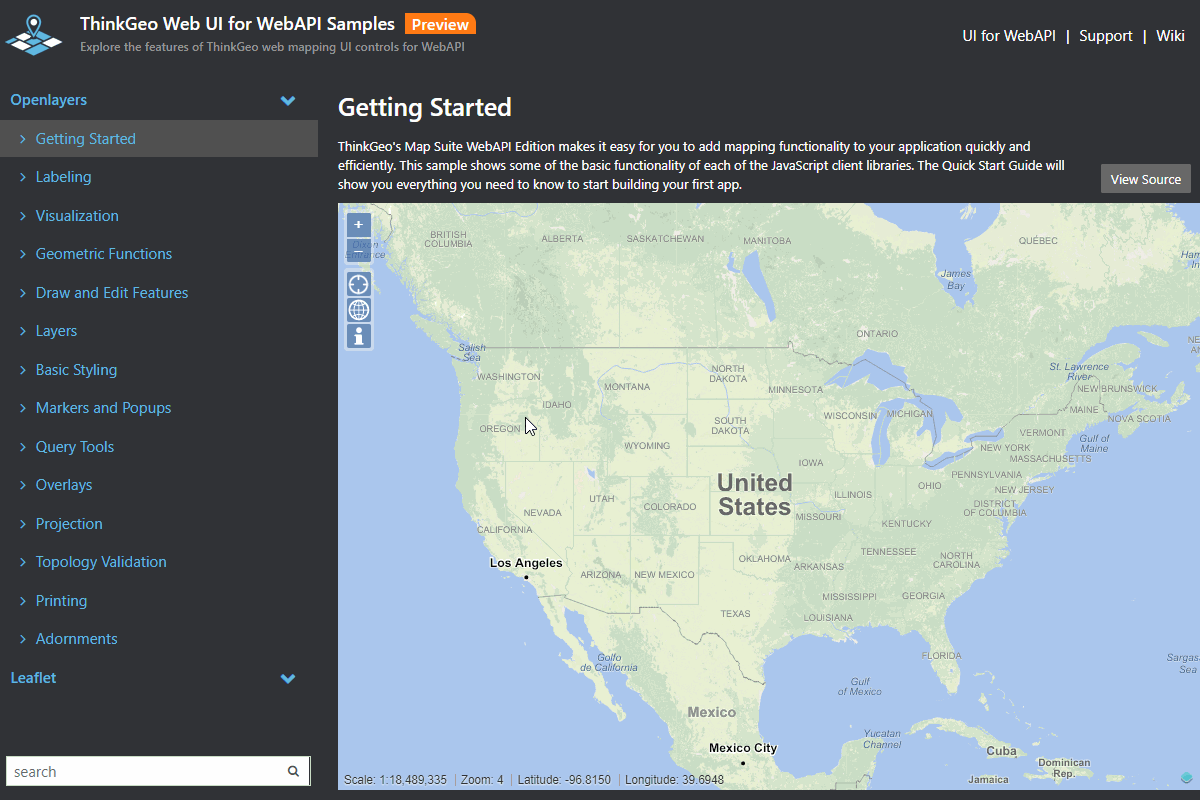 ThinkGeo Web UI for WebAPI Samples Preview
Explore the features of ThinkGeo web mapping UI controls for WebAPI
UI for WebAPI | Support | Wiki
Openlayers
Getting Started
Labeling
Visualization
Geometric Functions
Draw and Edit Features
Layers
Basic Styling
Markers and Popups
Query Tools
Overlays
Projection
Topology Validation
Printing
Adornments
Leaflet
search
Getting Started
ThinkGeo's Map Suite WebAPI Edition makes it easy for you to add mapping functionality to your application quickly and
efficiently. This sample shows some of the basic functionality of each of the JavaScript client libraries. The Quick Start Guide will
show you everything you need to know to start building your first app.
View Source
+
−
Dixon
Entrance
BRITISH
COLUMBIA
ALBERTA
SASKATCHEWAN
MANITOBA
QUÉBEC
Ham
In
James
Bay
ONTARIO
Salish
Sea
NE
AN
St. Lawrence
River
WASHINGTON
MONTANA
NORTH
DAKOTA
MINNESOTA
NEW BRUNSWICK
IDAHO
OREGON
SOUTH
DAKOTA
WISCONSIN
MICHIGAN
MAINE
NOVA SCOTIA
VERMONT
Gulf of
Maine
WYOMING
NEW YORK
MASSACHUSETTS
IOWA
PENNSYLVANIA
United
States
UTAH
NEVADA
COLORADO
ILLINOIS
OHIO
NEW JERSEY
DISTRICT
OF COLUMBIA
MISSOURI
KENTUCKY
CALIFORNIA
Los Angeles
ARIZONA
NEW MEXICO
OKLAHOMA
ARKANSAS
TENNESSEE
NORTH
CAROLINA
MISSISSIPPI
GEORGIA
TEXAS
LOUISIANA
Golfo
de California
FLORIDA
Sargas
Sea
Gulf
of Mexico
Mexico
Mexico City
Yucatan
Channel
Cuba
Dominican
Rep.
Jamaica
Scale: 1:18,489,335 | Zoom: 4 | Latitude: -96.8150 | Longitude: 39.6948